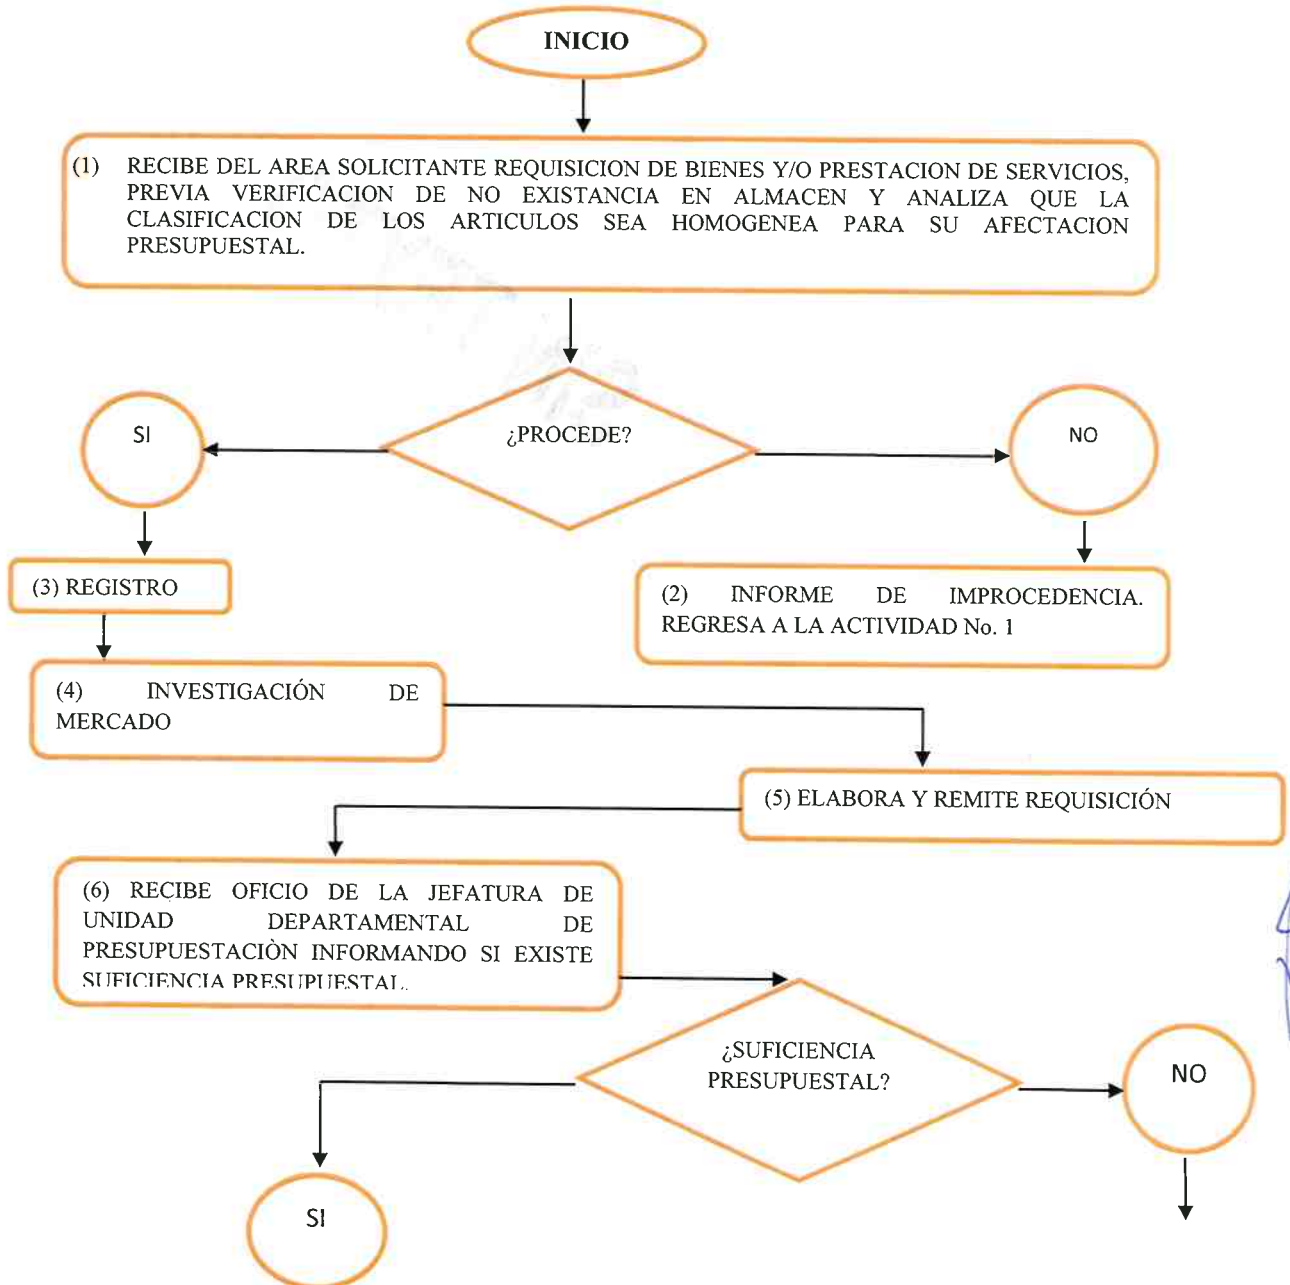 INICIO
(1) RECIBE DEL AREA SOLICITANTE REQUISICION DE BIENES Y/O PRESTACION DE SERVICIOS,
PREVIA VERIFICACION DE NO EXISTANCIA EN ALMACEN Y ANALIZA QUE LA
CLASIFICACION DE LOS ARTICULOS SEA HOMOGENEA PARA SU AFECTACION
PRESUPUESTAL.
¿PROCEDE?
SI
NO
(3) REGISTRO
(2) INFORME DE IMPROCEDENCIA.
REGRESA A LA ACTIVIDAD No. 1
(4) INVESTIGACIÓN DE
MERCADO
(5) ELABORA Y REMITE REQUISICIÓN
(6) RECIBE OFICIO DE LA JEFATURA DE
UNIDAD DEPARTAMENTAL DE
PRESUPUESTACIÒN INFORMANDO SI EXISTE
SUFICIENCIA PRESUPUESTAL.
¿SUFICIENCIA
PRESUPUESTAL?
NO
SI